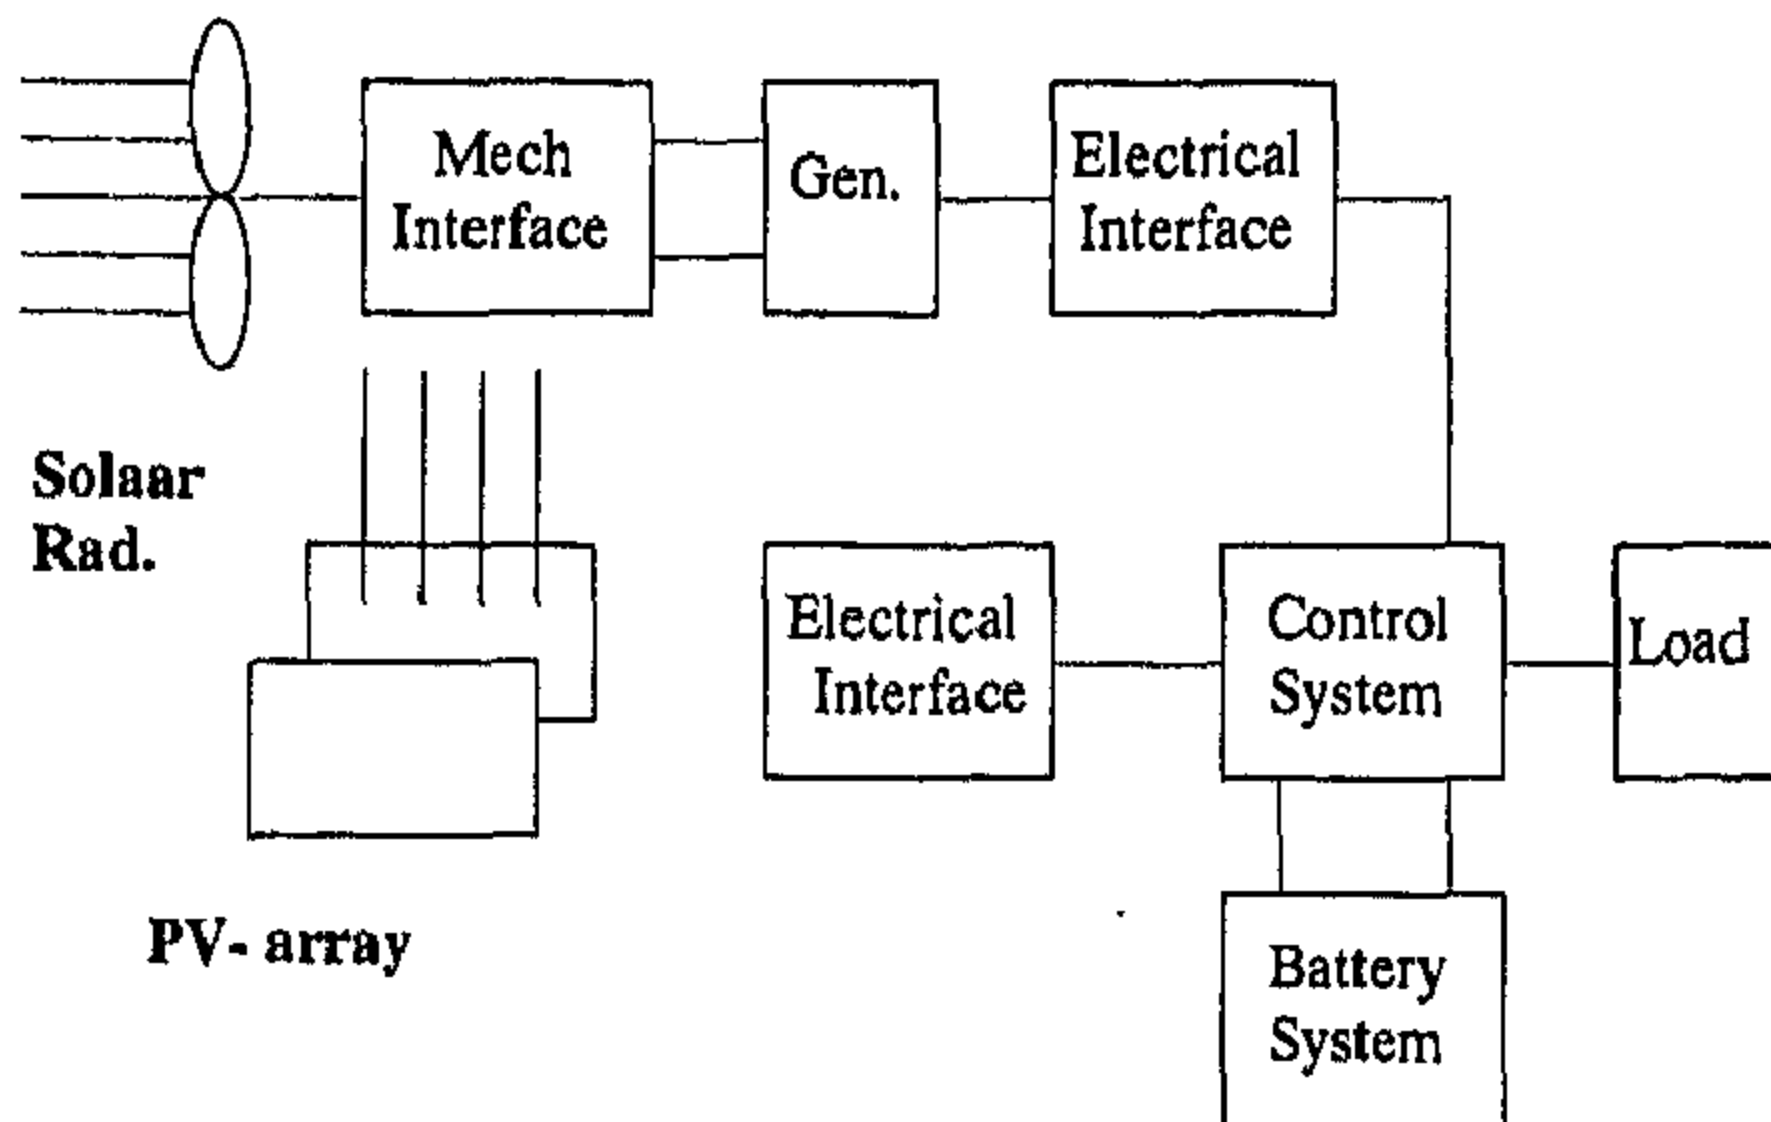 Mech
Interface
Gen.
Electrical
Interface
Solaar
Rad.
Electrical
Interface
Control
System
Load
PV- array
Battery
System